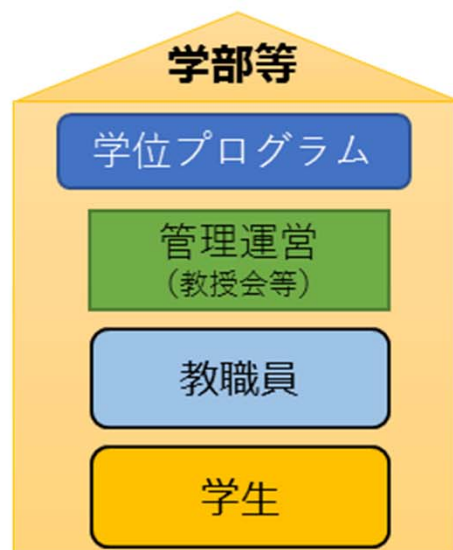 学部等
学位プログラム
管理運営
（教授会等）
教職員
学生